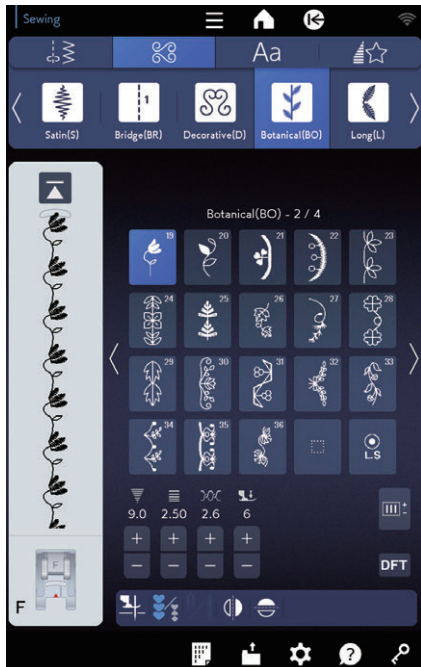 Sewing
Aa
1
Satin(S) Bridge(BR) Decorative(D) Botanical(BO) Long(L)
Botanical(BO) - 2 / 4
19 20 21 22 23
24 25 26 27 28
29 30 31 32 33
34 35 36
L.S
9.0 2.50 2.6 6
+ + + +
− − − −
DFT
F
F
?